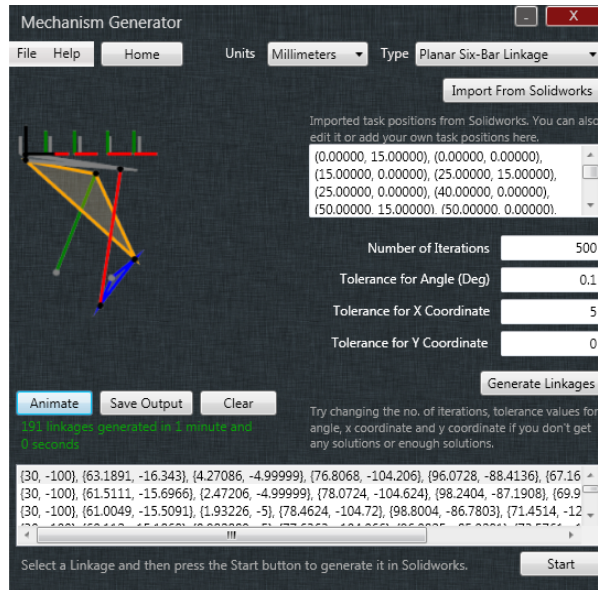 Mechanism Generator
- X
File Help Home Units Millimeters Type Planar Six-Bar Linkage
Import From Solidworks
Imported task positions from Solidworks. You can also
edit it or add your own task positions here.
(0.00000, 15.00000), (0.00000, 0.00000),
(15.00000, 0.00000), (25.00000, 15.00000),
(25.00000, 0.00000), (40.00000, 0.00000),
(50.00000, 15.00000), (50.00000, 0.00000),
Number of Iterations 500
Tolerance for Angle (Deg) 0.1
Tolerance for X Coordinate 5
Tolerance for Y Coordinate 0
Generate Linkages
Animate Save Output Clear
191 linkages generated in 1 minute and
0 seconds
Try changing the no. of iterations, tolerance values for
angle, x coordinate and y coordinate if you don't get
any solutions or enough solutions.
{30, -100}, {63.1891, -16.343}, {4.27086, -4.99999}, {76.8068, -104.206}, {96.0728, -88.4136}, {67.16
{30, -100}, {61.5111, -15.6966}, {2.47206, -4.99999}, {78.0724, -104.624}, {98.2404, -87.1908}, {69.9
{30, -100}, {61.0049, -15.5091}, {1.93226, -5}, {78.4624, -104.72}, {98.8004, -86.7803}, {71.4514, -12
Select a Linkage and then press the Start button to generate it in Solidworks. Start